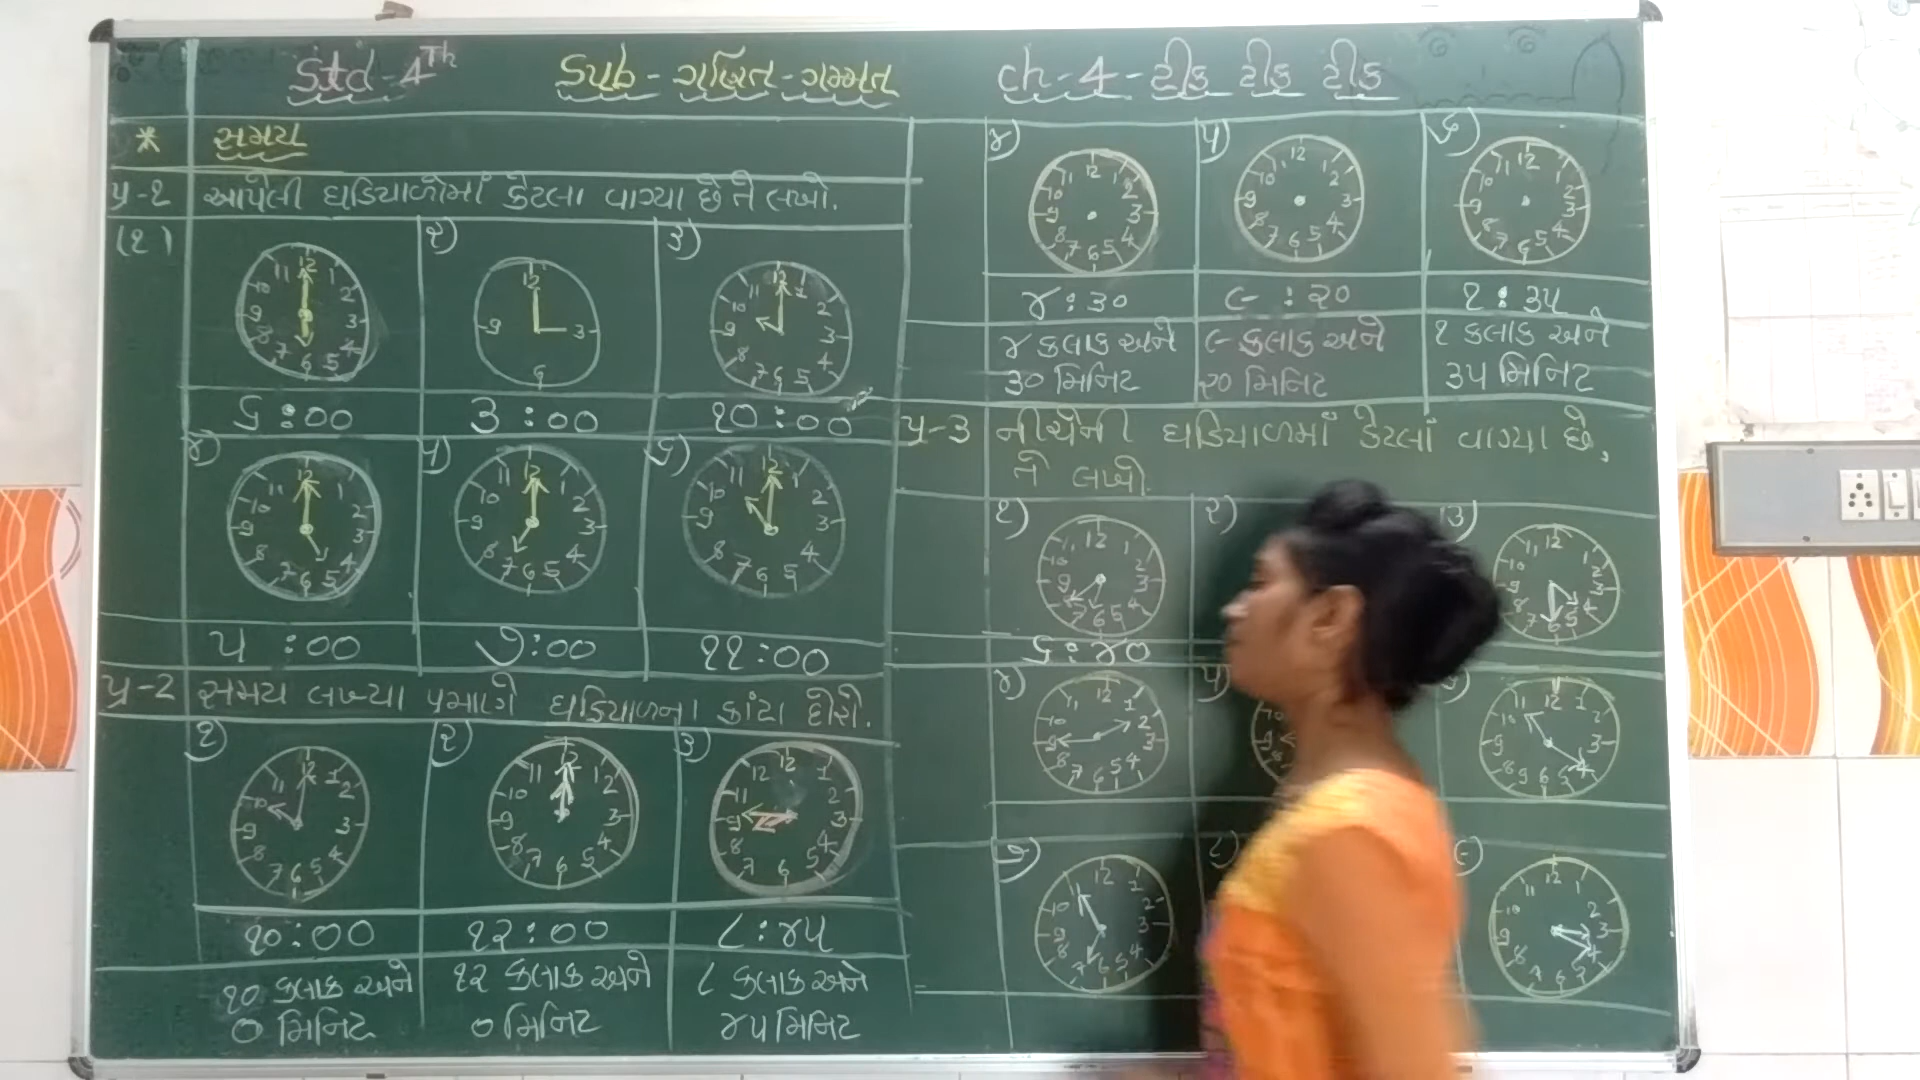 Std-4Th Sub-ગણિત-ગમ્મત ch-4-ટીક ટીક ટીક
* સમય
પ્ર-૧ આપેલી ઘડિયાળોમાં કેટલા વાગ્યા છે તે લખો.
(૧) ૨) ૩)
૬:૦૦ ૩:૦૦ ૧૦:૦૦
૪) ૫) ૬)
૫:૦૦ ૭:૦૦ ૧૧:૦૦
પ્ર-૨ સમય લખ્યા પ્રમાણે ઘડિયાળના કાંટા દોરો.
૧) ૨) ૩)
૧૦:૦૦ ૧૨:૦૦ ૮:૪૫
૧૦ કલાક અને ૧૨ કલાક અને ૮ કલાક અને
૦ મિનિટ ૦ મિનિટ ૪૫ મિનિટ
૪) ૫) ૬)
૪:૩૦ ૯:૨૦ ૧:૩૫
૪ કલાક અને ૯ કલાક અને ૧ કલાક અને
૩૦ મિનિટ ૨૦ મિનિટ ૩૫ મિનિટ
પ્ર-૩ નીચેની ઘડિયાળમાં કેટલાં વાગ્યા છે,
તે લખો.
૧) ૨) ૩)
૬:૪૦
૪) ૫)
૭) ૮) ૯)